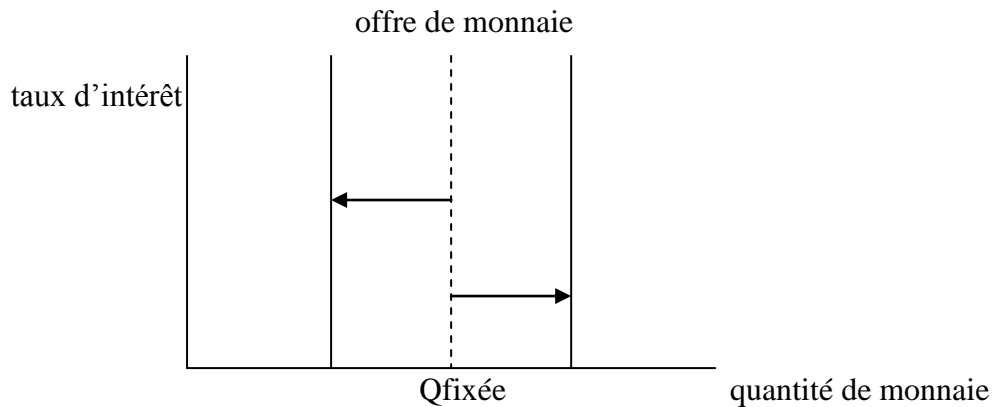 offre de monnaie
taux d’intérêt
Qfixée
quantité de monnaie